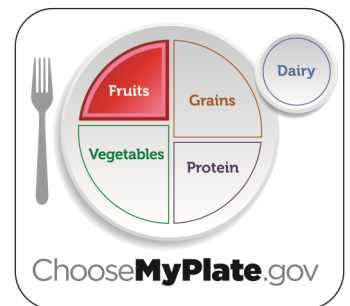 Fruits
Grains
Dairy
Vegetables
Protein
ChooseMyPlate.gov